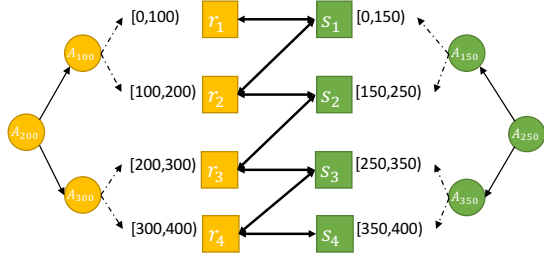 [0,100) r₁ s₁ [0,150)
A₁₀₀ A₁₅₀
[100,200) r₂ s₂ [150,250)
A₂₀₀ A₂₅₀
[200,300) r₃ s₃ [250,350)
A₃₀₀ A₃₅₀
[300,400) r₄ s₄ [350,400)